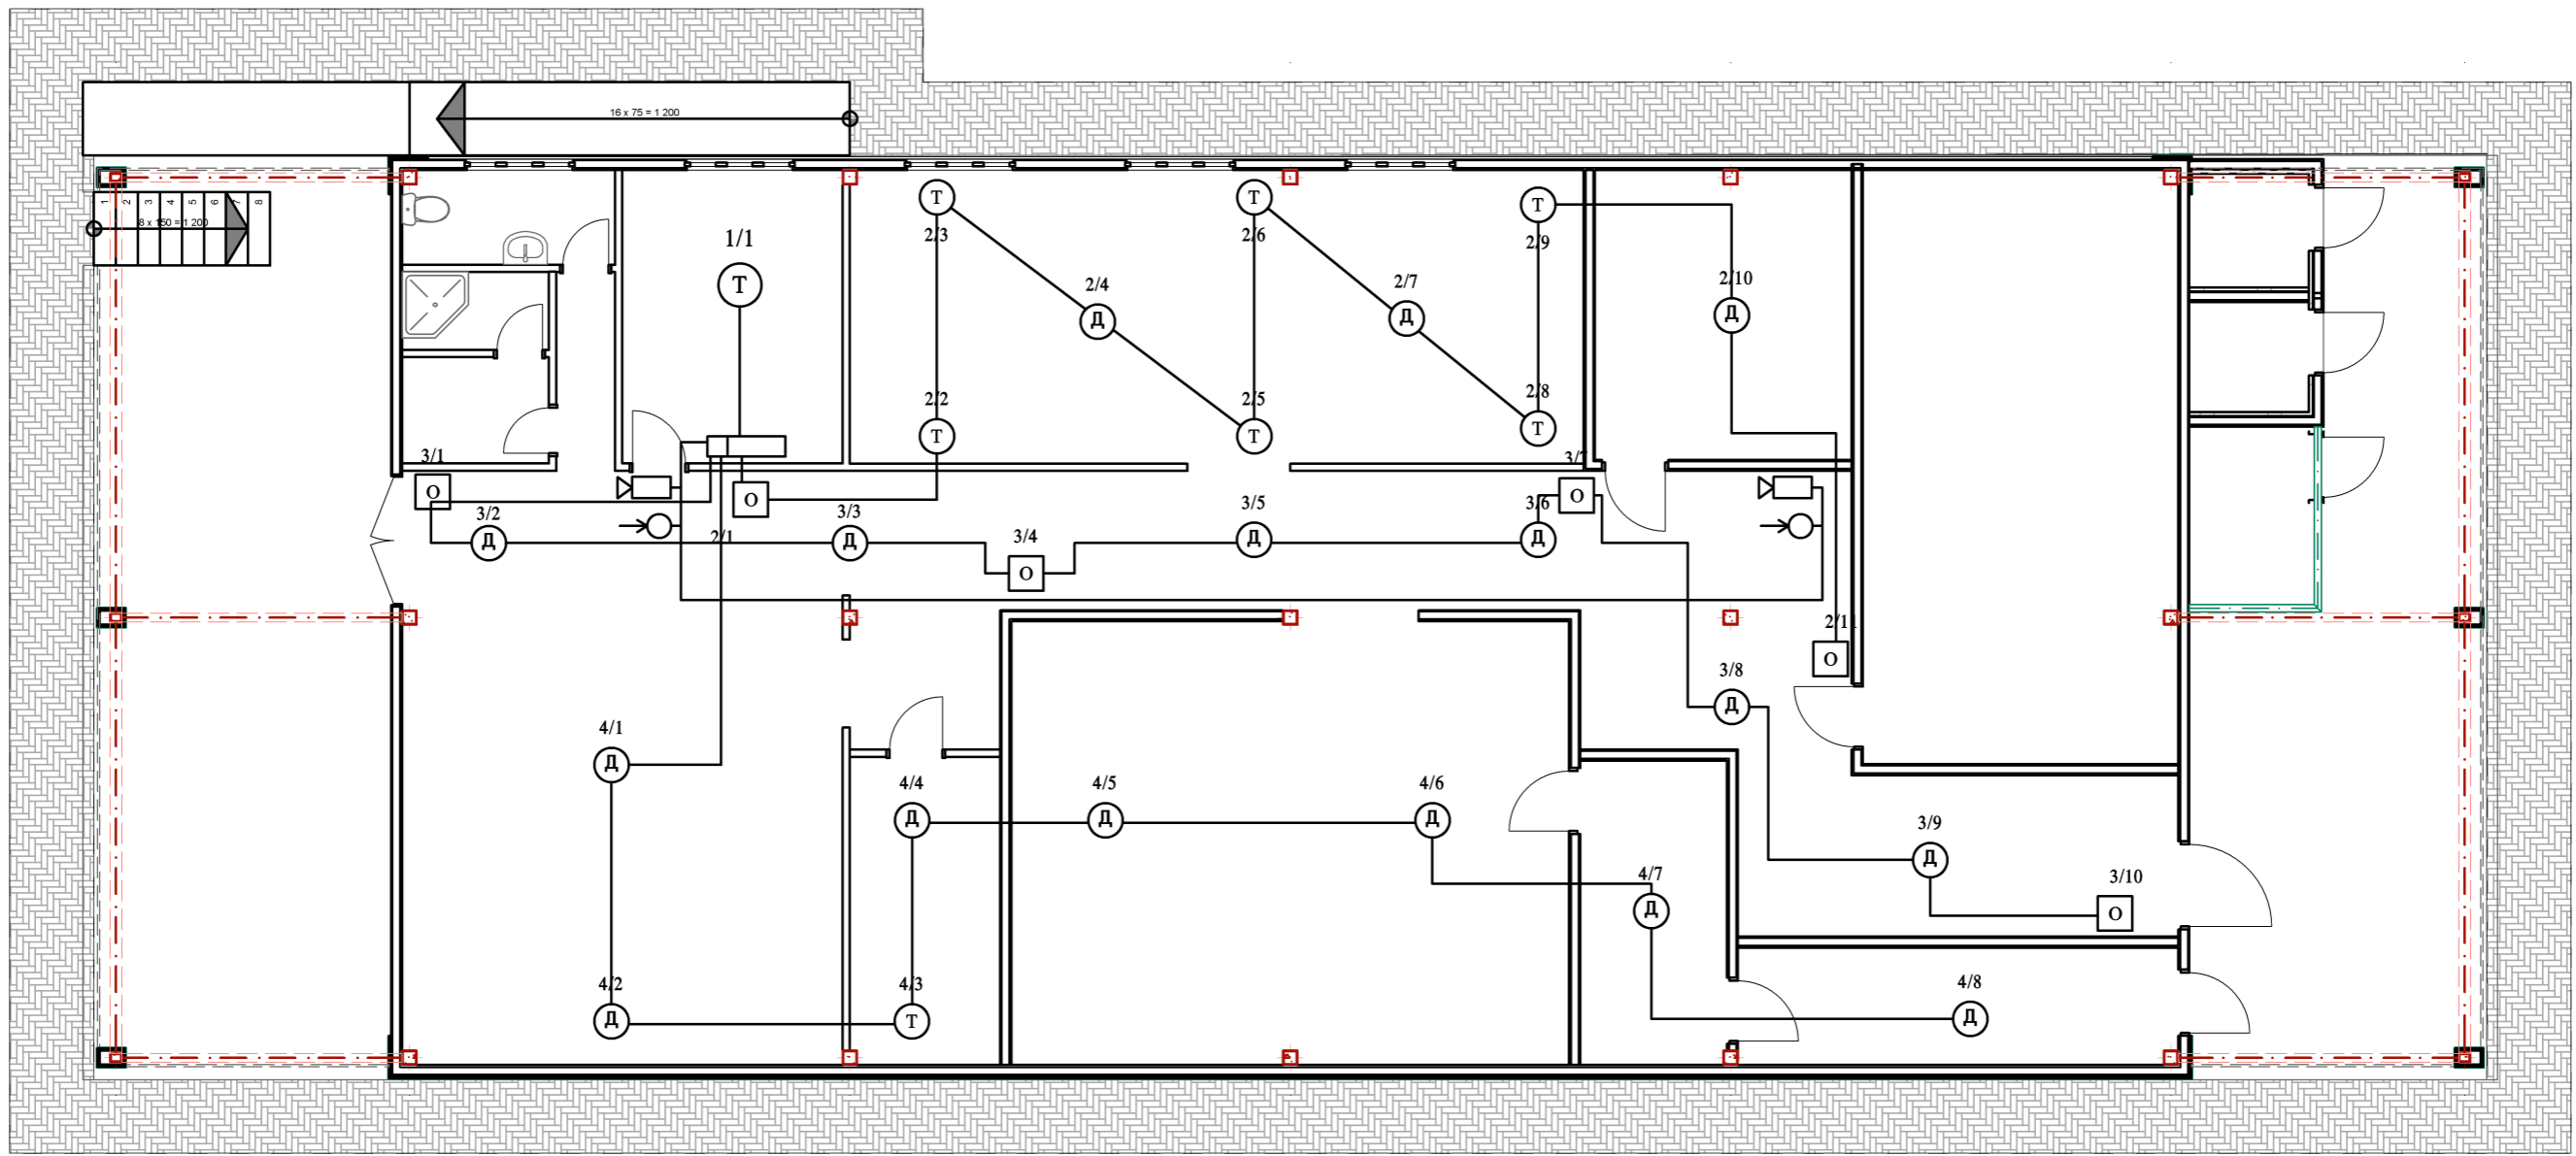 16 x 75 = 1 200
1 2 3 4 5 6 7 8
8 x 150 = 1 200
1/1
Т
Т
2/3
Т
2/6
Т
2/9
2/4
Д
2/7
Д
2/10
Д
2/2
Т
2/5
Т
2/8
Т
3/1
О
О
2/1
3/2
Д
3/3
Д
3/4
О
3/5
Д
3/6
Д
3/7
О
2/11
О
3/8
Д
4/1
Д
4/4
Д
4/5
Д
4/6
Д
4/7
Д
3/9
Д
3/10
О
4/2
Д
4/3
Т
4/8
Д